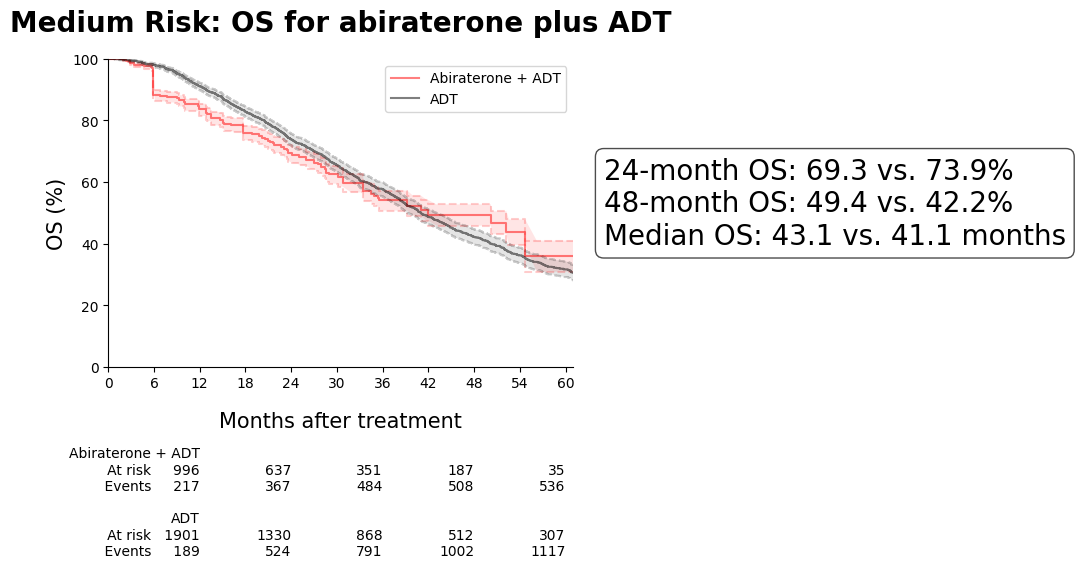 Medium Risk: OS for abiraterone plus ADT
100
80
60
40
20
0
OS (%)
Abiraterone + ADT
ADT
24-month OS: 69.3 vs. 73.9%
48-month OS: 49.4 vs. 42.2%
Median OS: 43.1 vs. 41.1 months
0 6 12 18 24 30 36 42 48 54 60
Months after treatment
Abiraterone + ADT
At risk 996 637 351 187 35
Events 217 367 484 508 536
ADT
At risk 1901 1330 868 512 307
Events 189 524 791 1002 1117